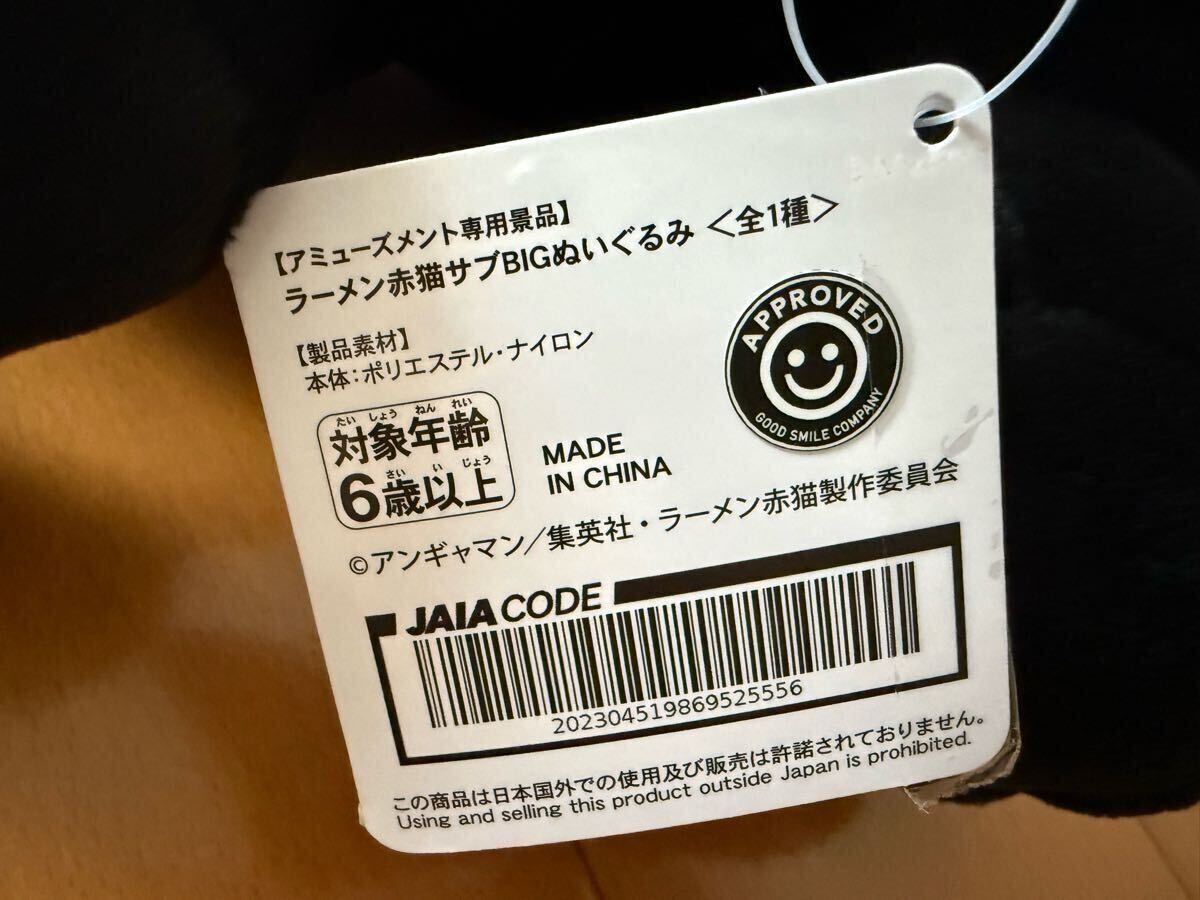 【アミューズメント専用景品】
ラーメン赤猫サブBIGぬいぐるみ ＜全1種＞
【製品素材】
本体：ポリエステル・ナイロン
たいしょう ねんれい
対象年齢
さい い じょう
6歳以上
MADE
IN CHINA
APPROVED
GOOD SMILE COMPANY
©アンギャマン／集英社・ラーメン赤猫製作委員会
JAIA CODE
202304519869525556
この商品は日本国外での使用及び販売は許諾されておりません。
Using and selling this product outside Japan is prohibited.